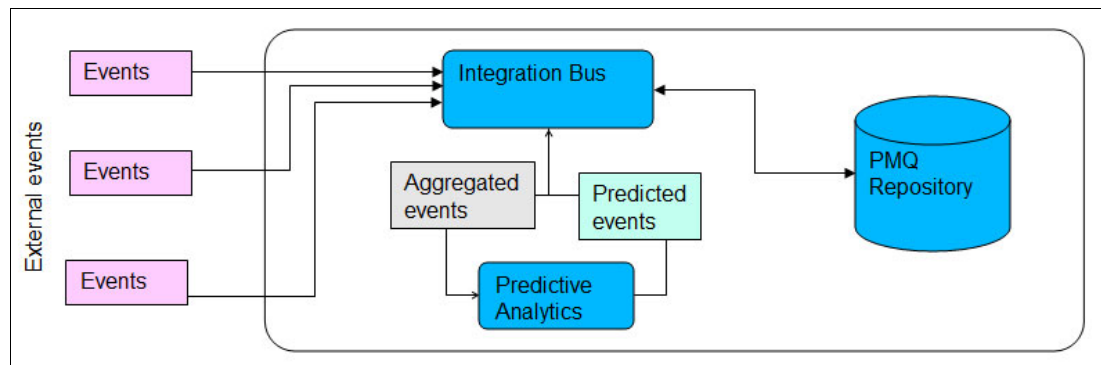 External events
Events
Events
Events
Integration Bus
Aggregated
events
Predicted
events
Predictive
Analytics
PMQ
Repository